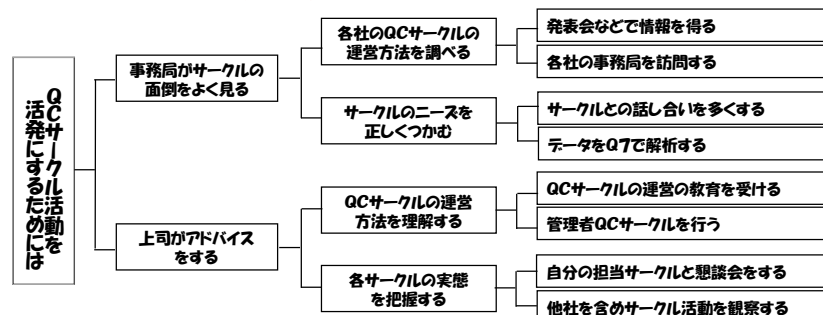 QCサークル活動を
活発にするためには
事務局がサークルの
面倒をよく見る
上司がアドバイス
をする
各社のQCサークルの
運営方法を調べる
サークルのニーズを
正しくつかむ
QCサークルの運営
方法を理解する
各サークルの実態
を把握する
発表会などで情報を得る
各社の事務局を訪問する
サークルとの話し合いを多くする
データをQ7で解析する
QCサークルの運営の教育を受ける
管理者QCサークルを行う
自分の担当サークルと懇談会をする
他社を含めサークル活動を観察する